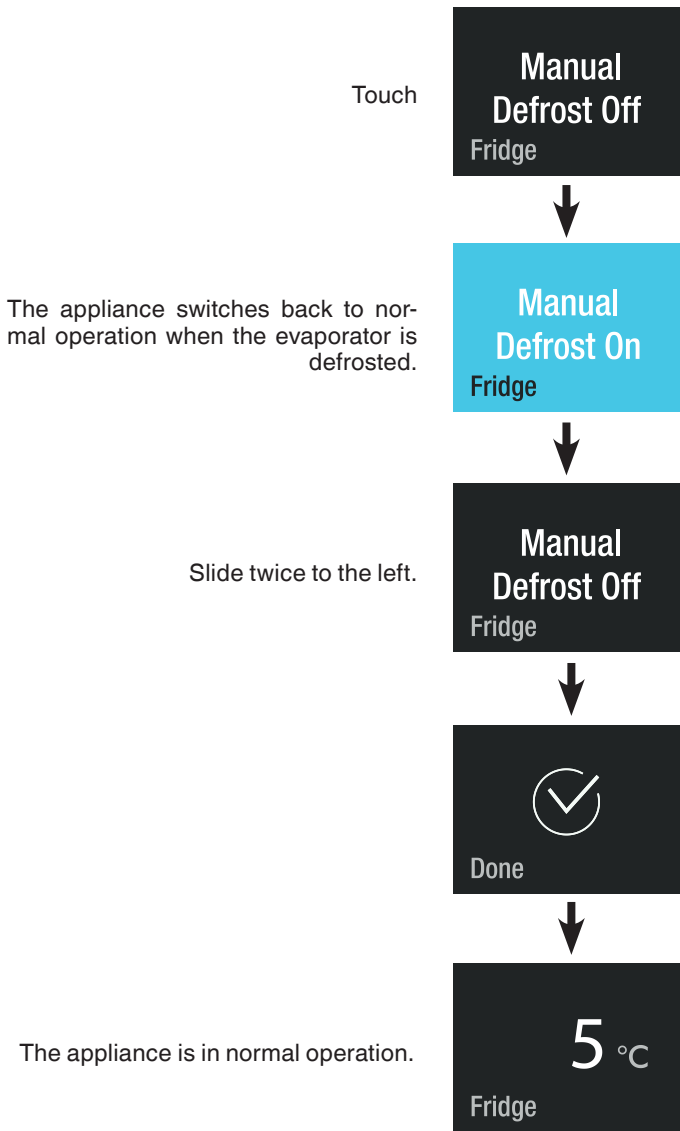 Touch
Manual
Defrost Off
Fridge
The appliance switches back to nor-
mal operation when the evaporator is
defrosted.
Manual
Defrost On
Fridge
Slide twice to the left.
Manual
Defrost Off
Fridge
Done
The appliance is in normal operation.
5 °C
Fridge